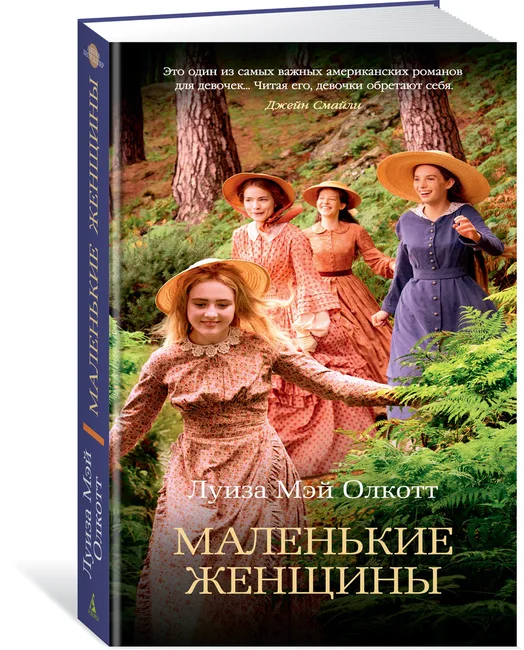 Это один из самых важных американских романов
для девочек... Читая его, девочки обретают себя.
Джейн Смайли
Луиза Мэй Олкотт
МАЛЕНЬКИЕ
ЖЕНЩИНЫ
МАЛЕНЬКИЕ ЖЕНЩИНЫ
Луиза Мэй
Олкотт